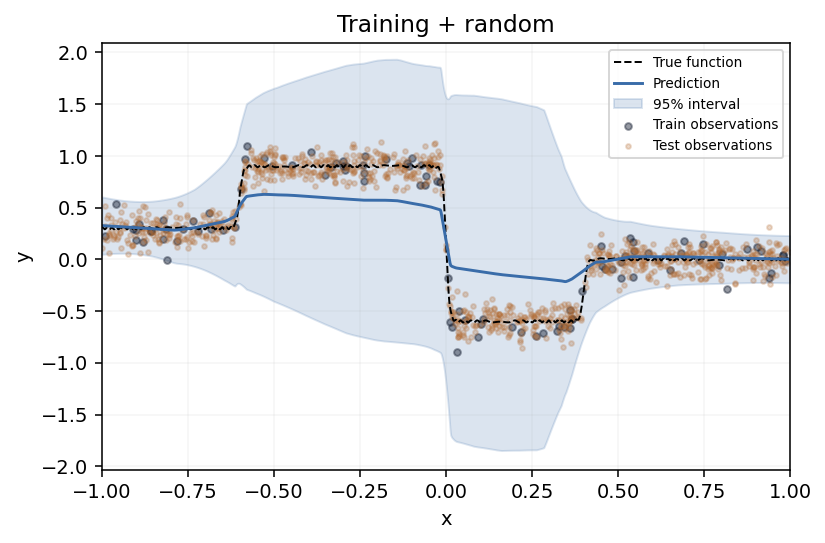 Training + random
2.0
1.5
1.0
0.5
0.0
−0.5
−1.0
−1.5
−2.0
y
True function
Prediction
95% interval
Train observations
Test observations
−1.00 −0.75 −0.50 −0.25 0.00 0.25 0.50 0.75 1.00
x